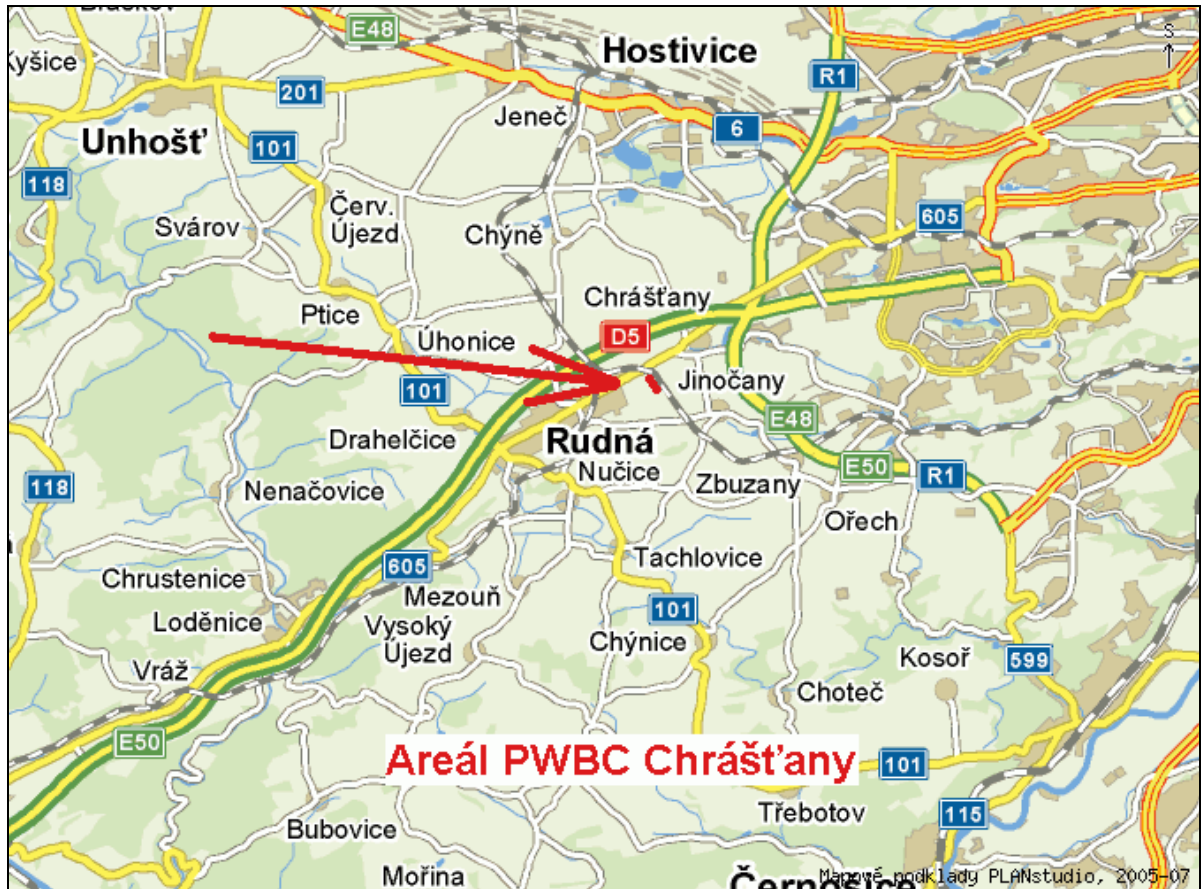 E48
Hostivice
S
Kyšice
R1
201
Jeneč
6
Unhošť
101
118
Červ.
Újezd
605
Svárov
Chýně
Chrášťany
Ptice
D5
Úhonice
Jinočany
101
E48
Drahelčice
Rudná
Nučice
E50
R1
118
Nenačovice
Zbuzany
Ořech
605
Tachlovice
Chrustenice
Mezouň
101
Loděnice
Vysoký
Újezd
Chýnice
Kosoř
599
Vráž
Choteč
E50
Areál PWBC Chrášťany
101
Třebotov
115
Bubovice
Mořina
Černošice
Mapové podklady PLANstudio, 2005-07